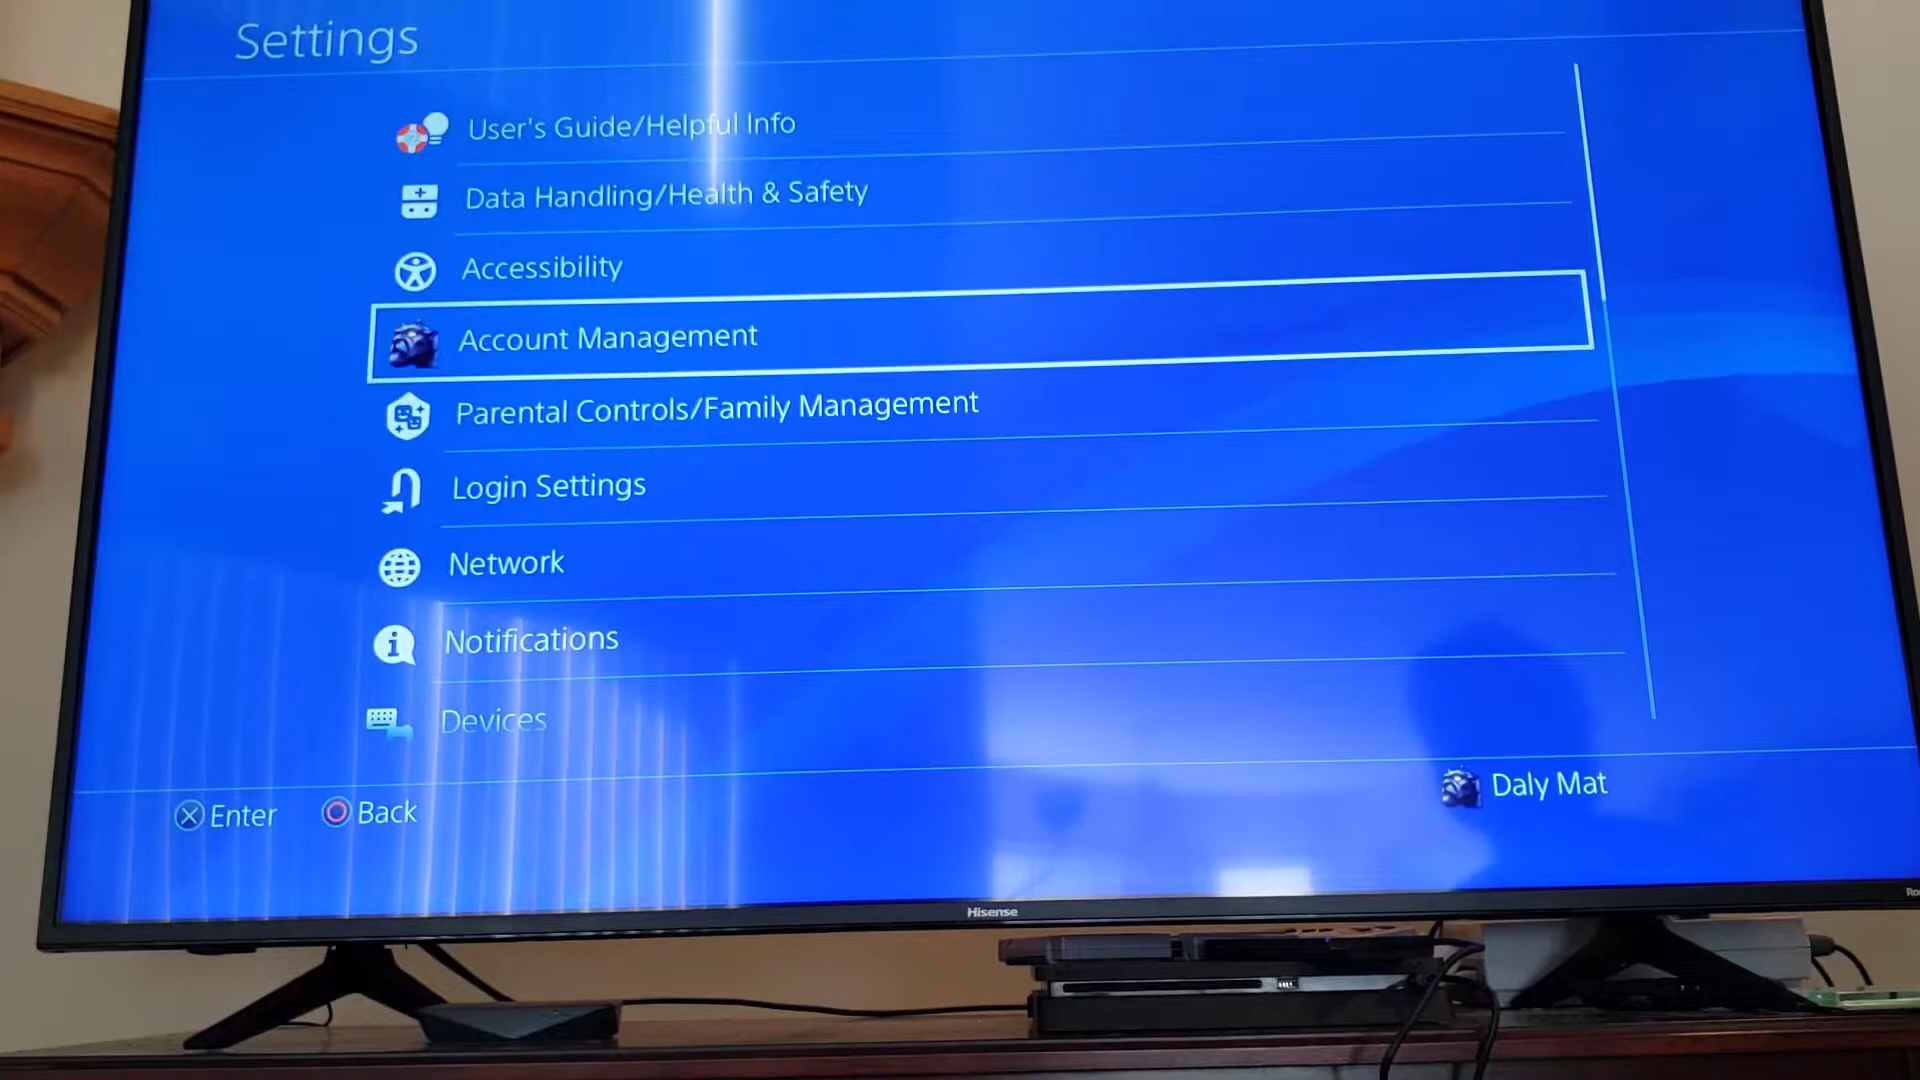 Settings
User's Guide/Helpful Info
Data Handling/Health & Safety
Accessibility
Account Management
Parental Controls/Family Management
Login Settings
Network
Notifications
Devices
Enter
Back
Daly Mat
Hisense